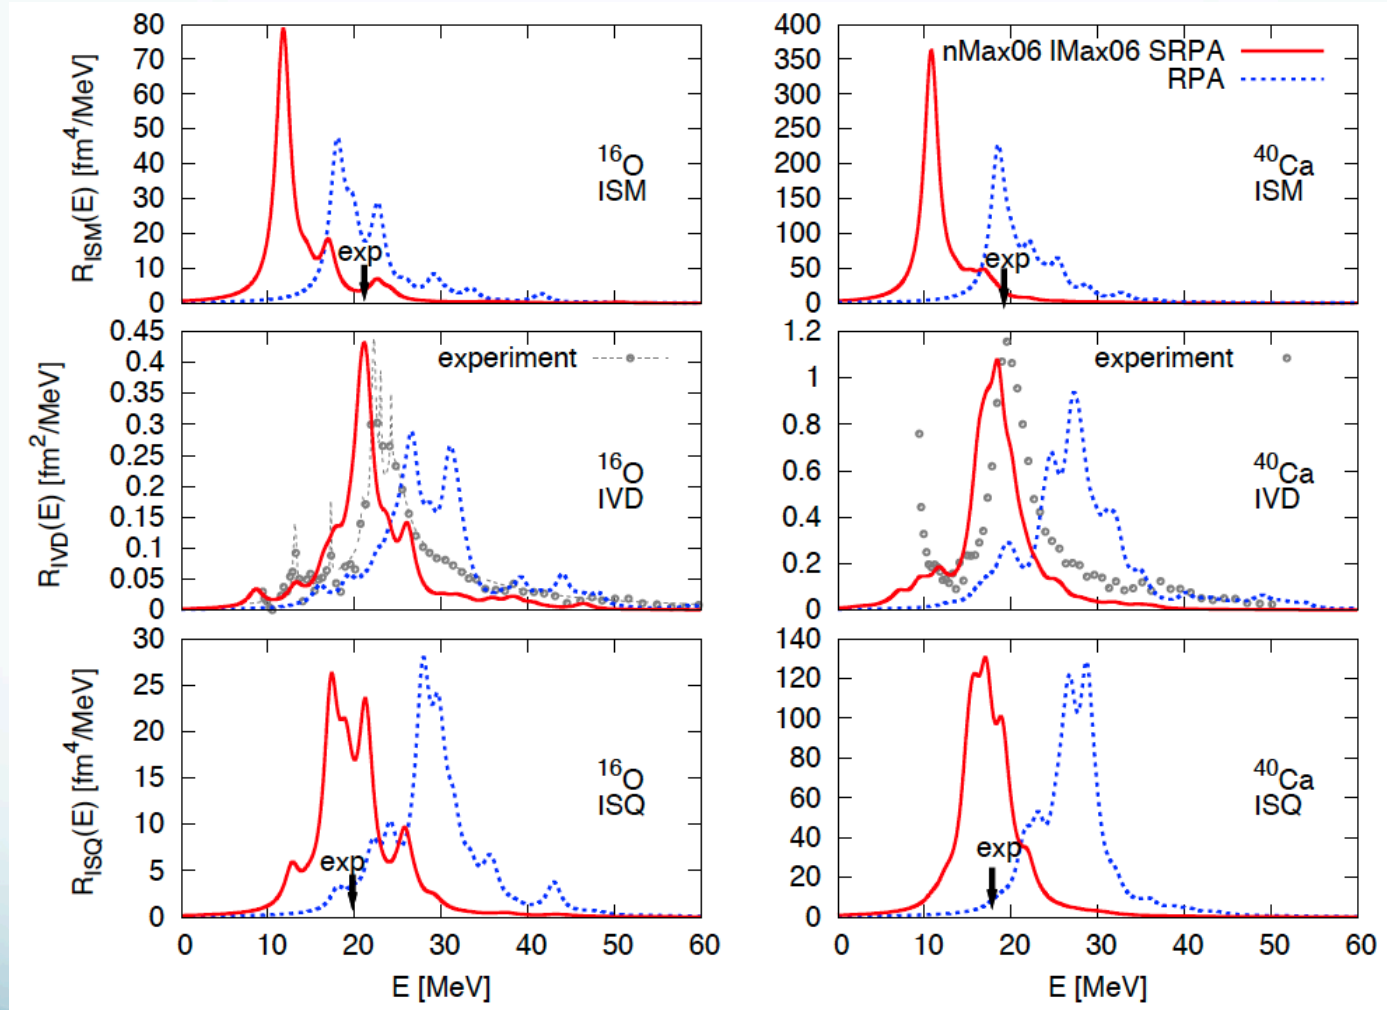 80
70
60
50
40
30
20
10
0
R_ISM(E) [fm^4/MeV]
^16O
ISM
exp
400
350
300
250
200
150
100
50
0
nMax06 lMax06 SRPA
RPA
^40Ca
ISM
exp
0.45
0.4
0.35
0.3
0.25
0.2
0.15
0.1
0.05
0
R_IVD(E) [fm^2/MeV]
experiment
^16O
IVD
1.2
1
0.8
0.6
0.4
0.2
0
experiment
^40Ca
IVD
30
25
20
15
10
5
0
R_ISQ(E) [fm^4/MeV]
^16O
ISQ
exp
0 10 20 30 40 50 60
E [MeV]
140
120
100
80
60
40
20
0
^40Ca
ISQ
exp
0 10 20 30 40 50 60
E [MeV]